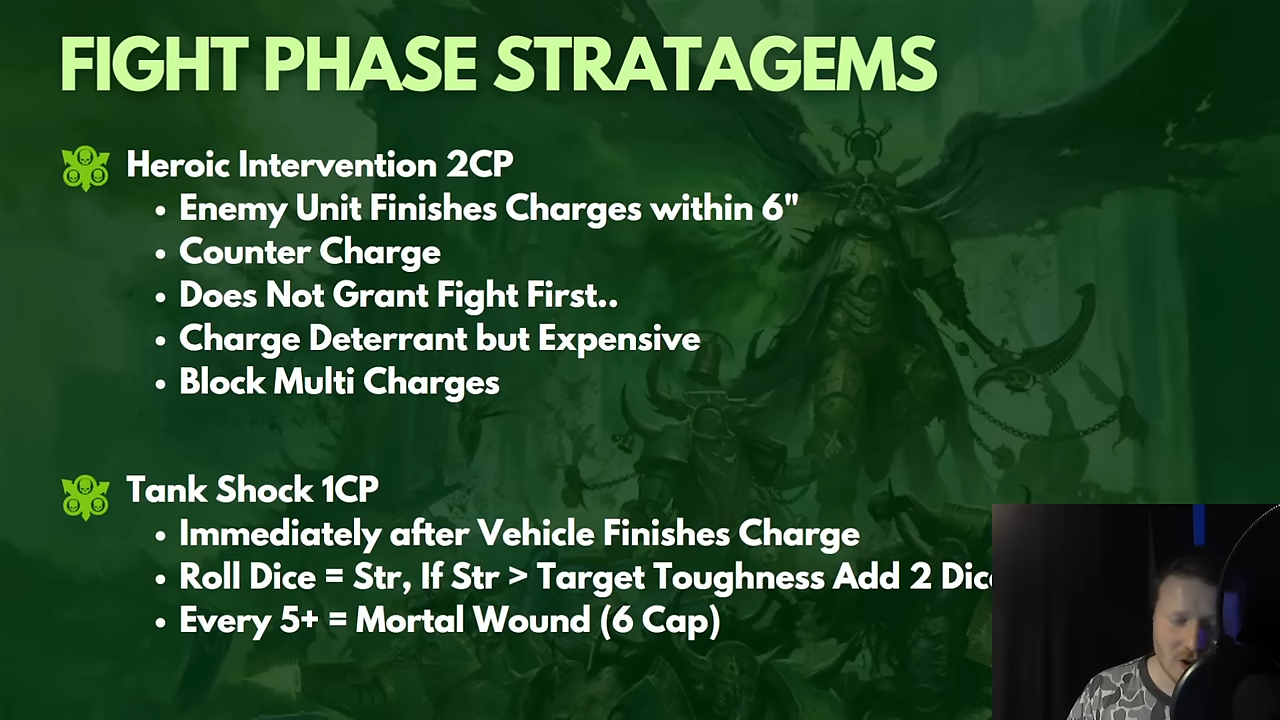 FIGHT PHASE STRATAGEMS
Heroic Intervention 2CP
• Enemy Unit Finishes Charges within 6"
• Counter Charge
• Does Not Grant Fight First..
• Charge Deterrant but Expensive
• Block Multi Charges
Tank Shock 1CP
• Immediately after Vehicle Finishes Charge
• Roll Dice = Str, If Str > Target Toughness Add 2
• Every 5+ = Mortal Wound (6 Cap)